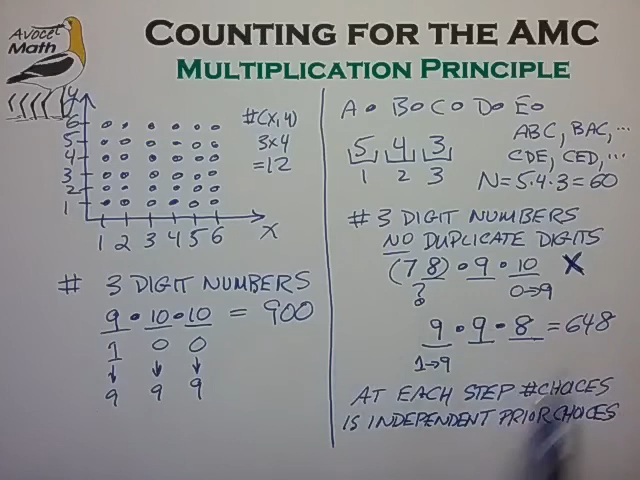 Avocet
Math
COUNTING FOR THE AMC
MULTIPLICATION PRINCIPLE
y
6
5
4
3
2
1
1 2 3 4 5 6 X
#(X,Y)
3x4
=12
# 3 DIGIT NUMBERS
9 • 10 • 10 = 900
1 0 0
↓ ↓ ↓
9 9 9
A • B • C • D • E •
5 4 3
1 2 3
ABC, BAC, ...
CDE, CED, ...
N=5·4·3=60
# 3 DIGIT NUMBERS
NO DUPLICATE DIGITS
(7 8) • 9 • 10 X
? 0→9
8
9 • 9 • 8 = 648
1→9
AT EACH STEP #CHOICES
IS INDEPENDENT PRIOR CHOICES